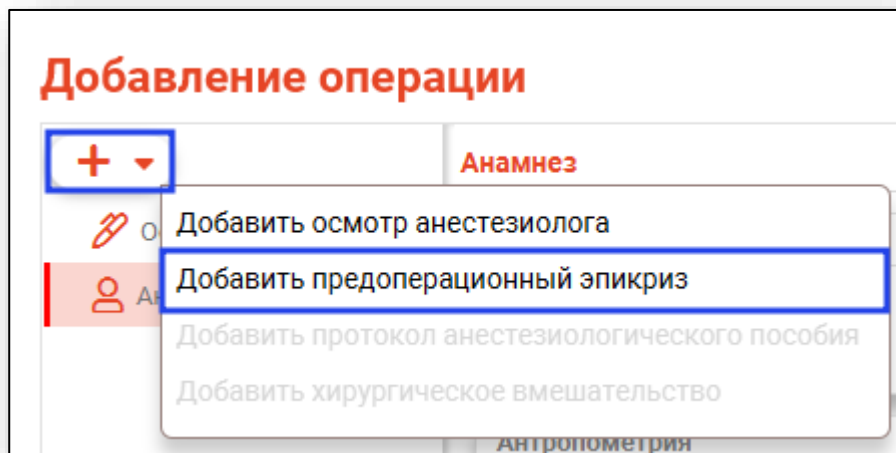 Добавление операции
Анамнез
Добавить осмотр анестезиолога
Добавить предоперационный эпикриз
Добавить протокол анестезиологического пособия
Добавить хирургическое вмешательство
Антропометрия